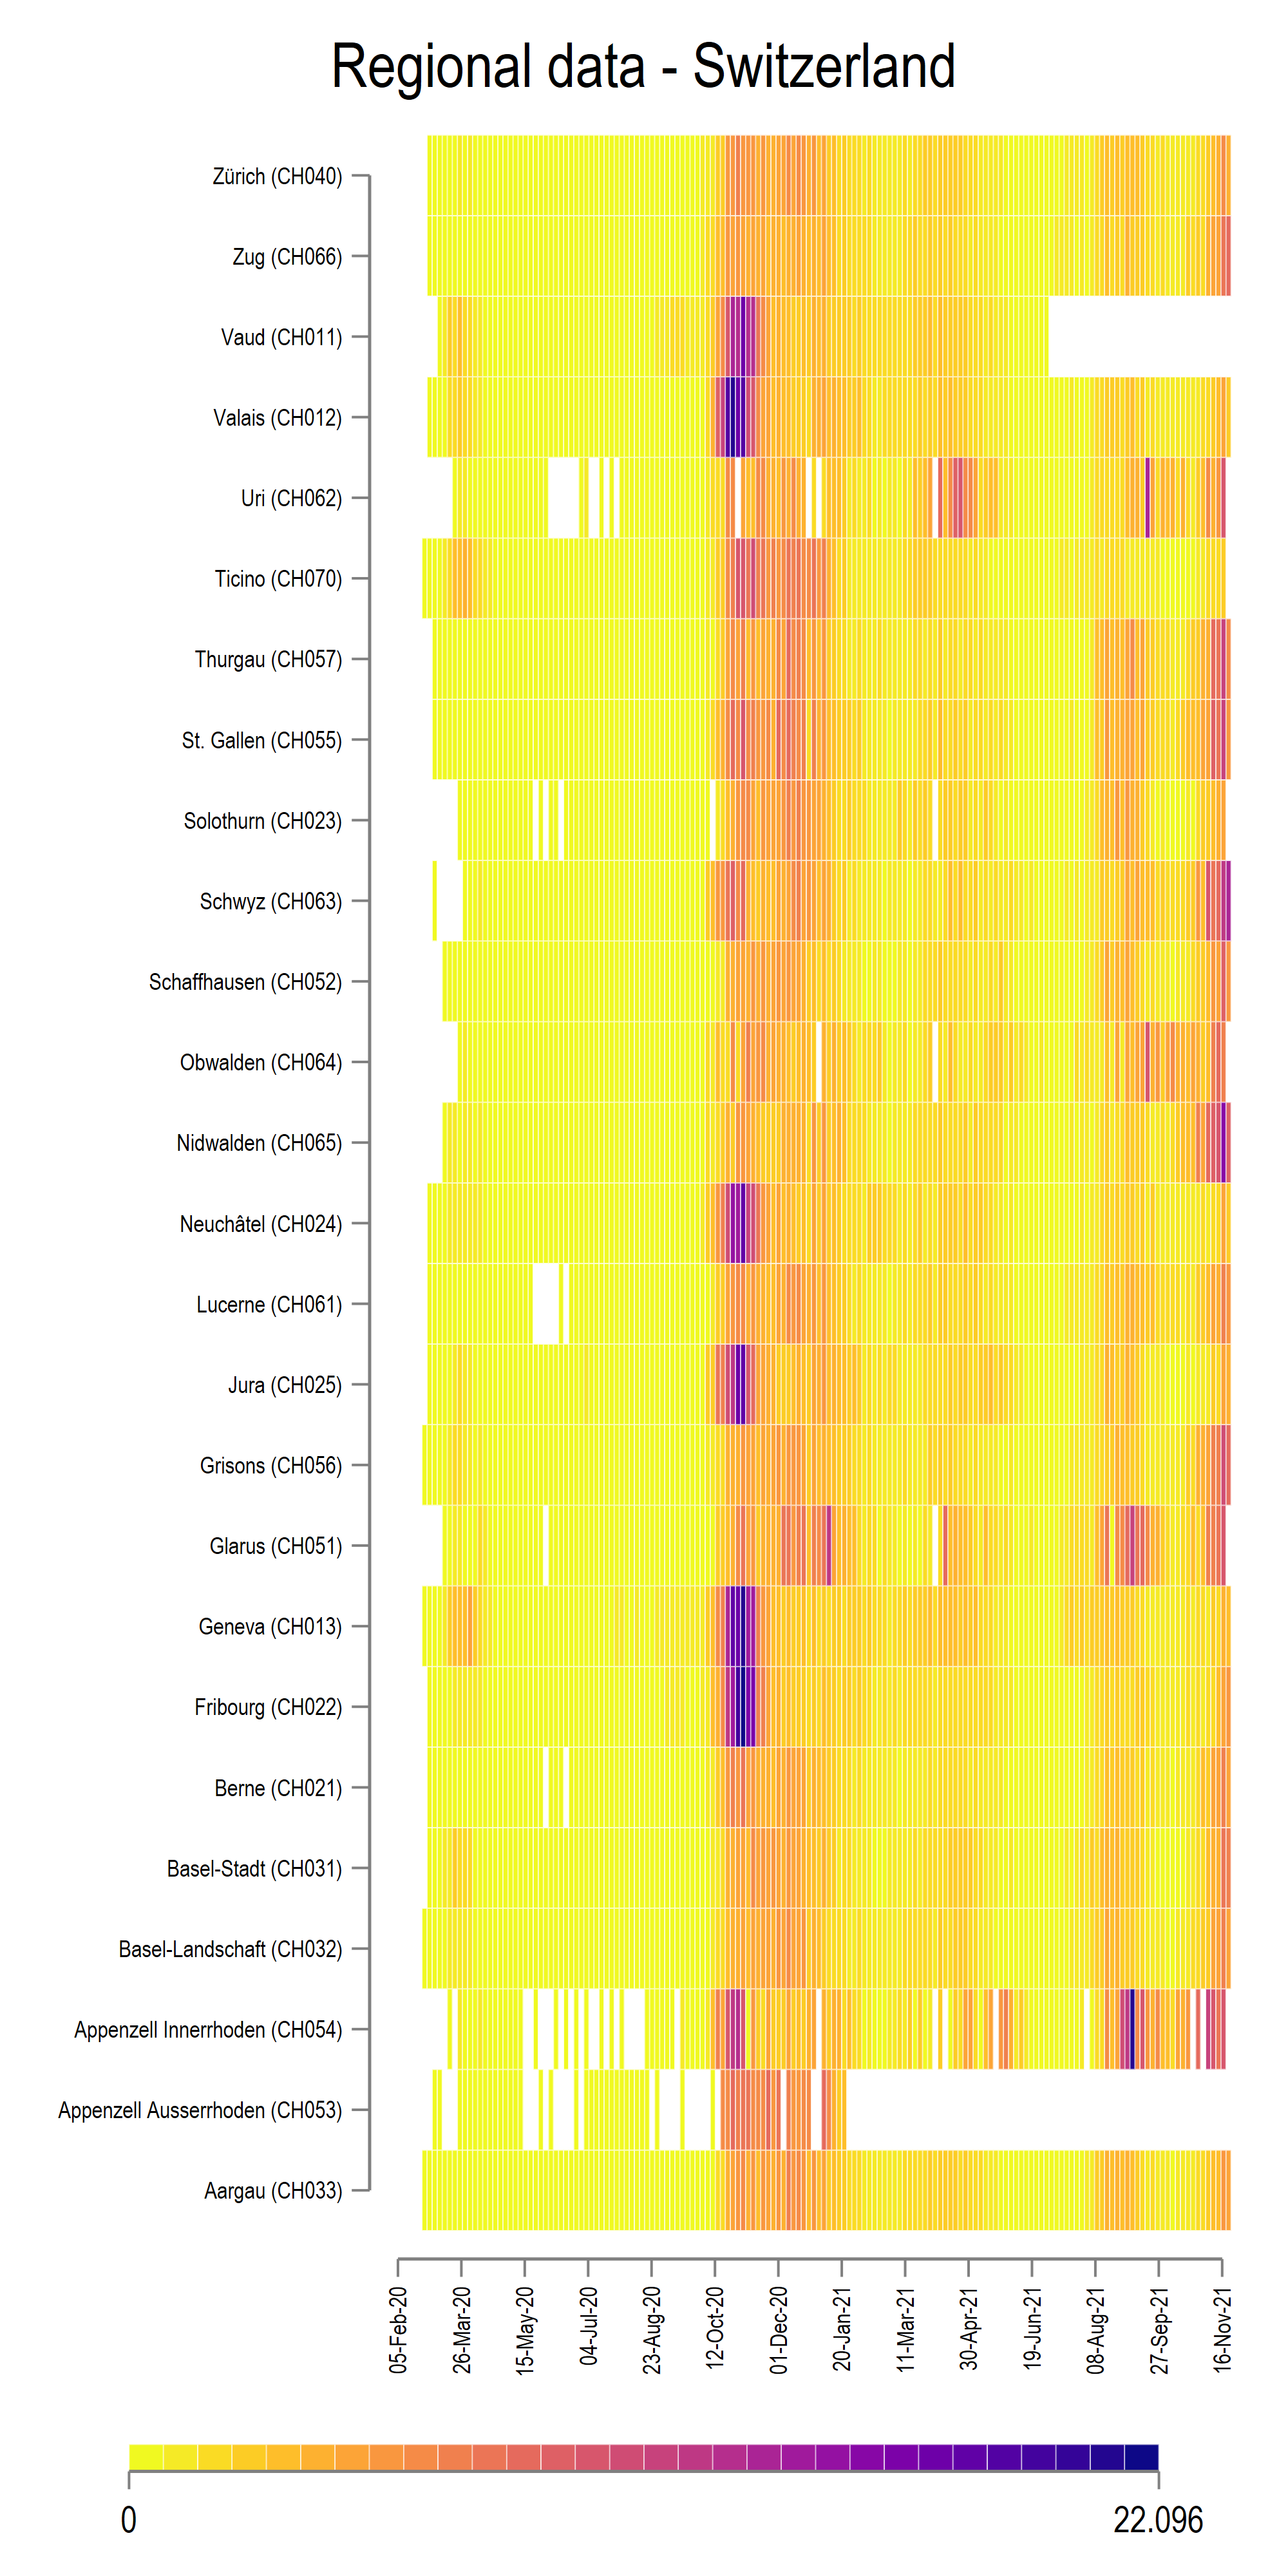 Regional data - Switzerland
Zürich (CH040)
Zug (CH066)
Vaud (CH011)
Valais (CH012)
Uri (CH062)
Ticino (CH070)
Thurgau (CH057)
St. Gallen (CH055)
Solothurn (CH023)
Schwyz (CH063)
Schaffhausen (CH052)
Obwalden (CH064)
Nidwalden (CH065)
Neuchâtel (CH024)
Lucerne (CH061)
Jura (CH025)
Grisons (CH056)
Glarus (CH051)
Geneva (CH013)
Fribourg (CH022)
Berne (CH021)
Basel-Stadt (CH031)
Basel-Landschaft (CH032)
Appenzell Innerrhoden (CH054)
Appenzell Ausserrhoden (CH053)
Aargau (CH033)
05-Feb-20
26-Mar-20
15-May-20
04-Jul-20
23-Aug-20
12-Oct-20
01-Dec-20
20-Jan-21
11-Mar-21
30-Apr-21
19-Jun-21
08-Aug-21
27-Sep-21
16-Nov-21
0
22.096